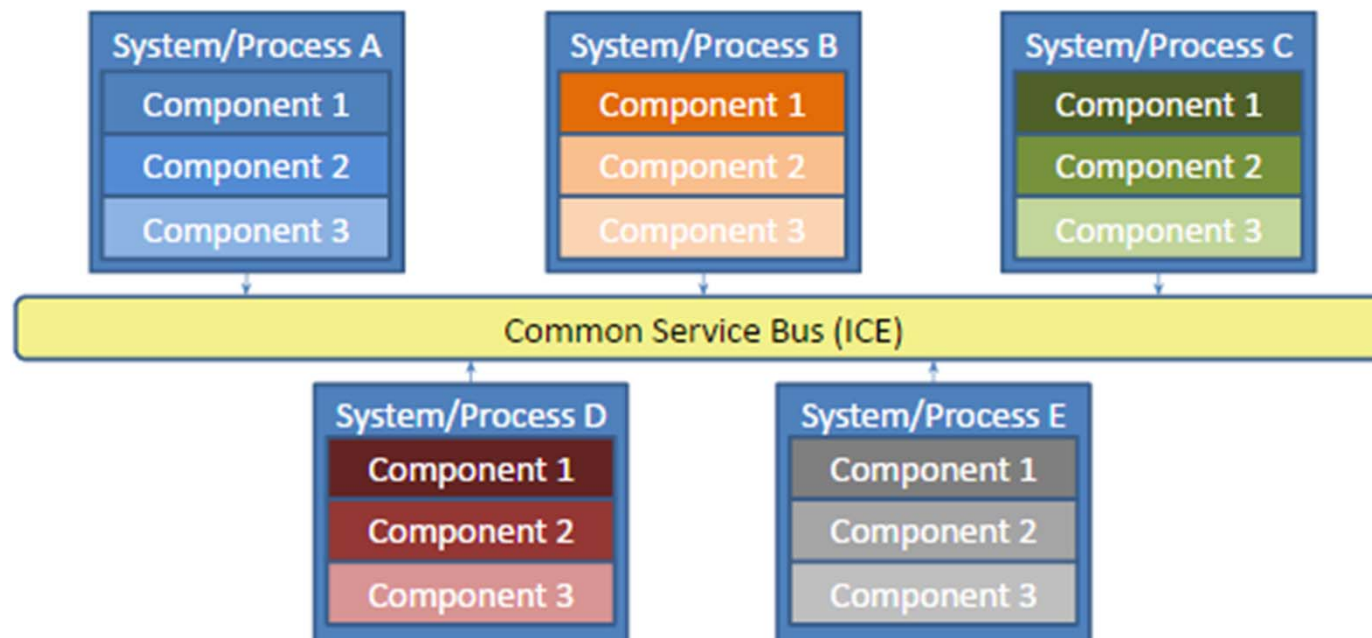 System/Process A
Component 1
Component 2
Component 3
System/Process B
Component 1
Component 2
Component 3
System/Process C
Component 1
Component 2
Component 3
Common Service Bus (ICE)
System/Process D
Component 1
Component 2
Component 3
System/Process E
Component 1
Component 2
Component 3